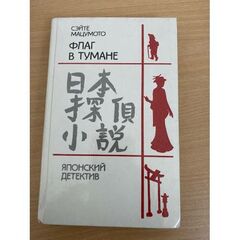 СЭЙТЕ
МАЦУМОТО
ФЛАГ
В ТУМАНЕ
日本
探偵
小説
ЯПОНСКИЙ
ДЕТЕКТИВ